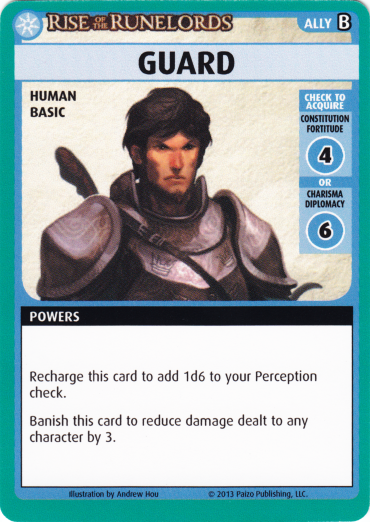 RISE OF THE RUNELORDS
ALLY B
GUARD
HUMAN
BASIC
CHECK TO
ACQUIRE
CONSTITUTION
FORTITUDE
4
OR
CHARISMA
DIPLOMACY
6
POWERS
Recharge this card to add 1d6 to your Perception
check.
Banish this card to reduce damage dealt to any
character by 3.
Illustration by Andrew Hou © 2013 Paizo Publishing, LLC.